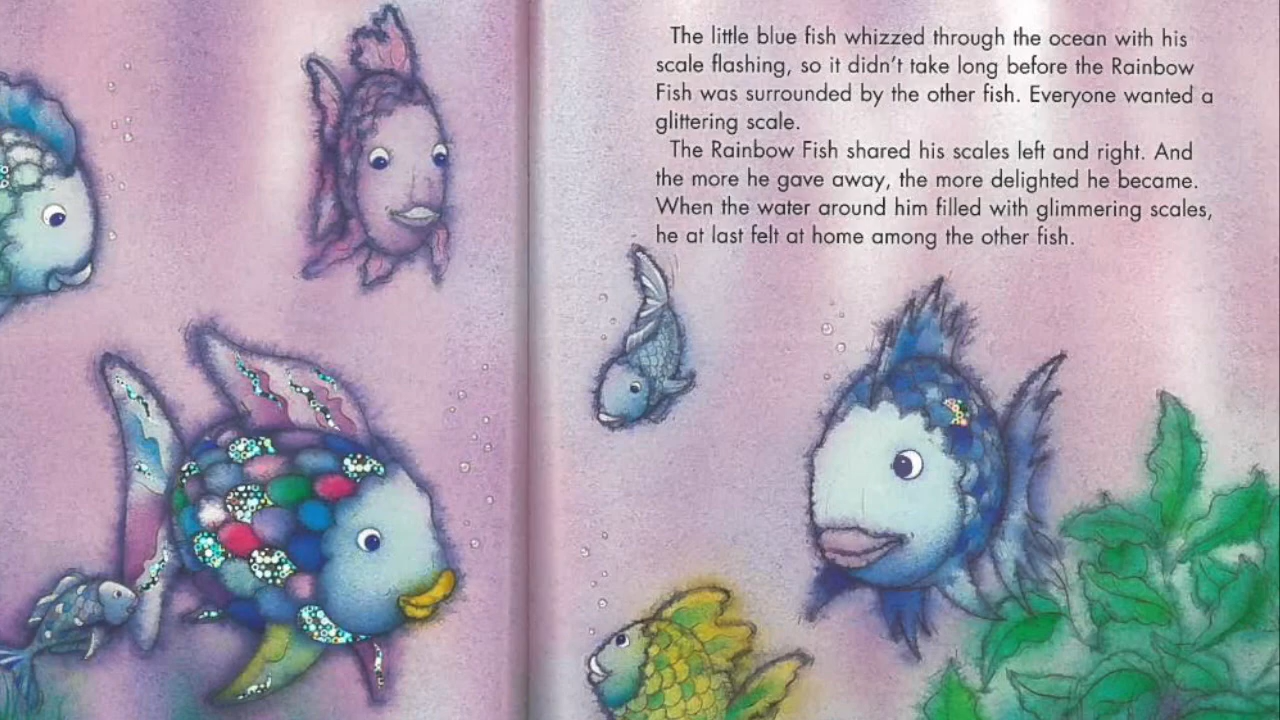 The little blue fish whizzed through the ocean with his
scale flashing, so it didn't take long before the Rainbow
Fish was surrounded by the other fish. Everyone wanted a
glittering scale.
The Rainbow Fish shared his scales left and right. And
the more he gave away, the more delighted he became.
When the water around him filled with glimmering scales,
he at last felt at home among the other fish.